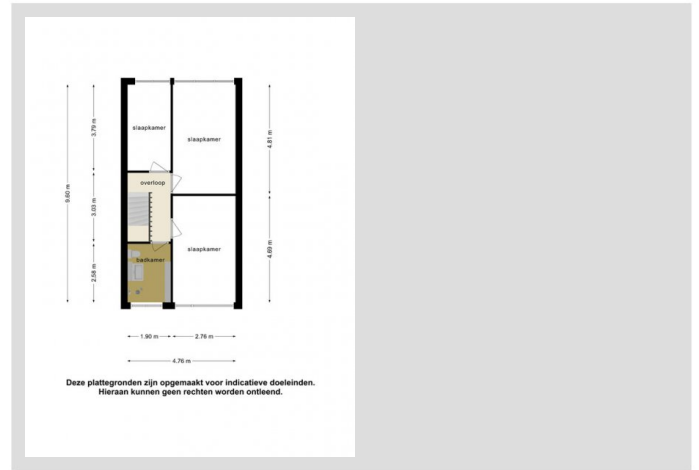 slaapkamer
slaapkamer
overloop
slaapkamer
badkamer
3.79 m
9.60 m
3.03 m
2.58 m
4.81 m
4.69 m
1.90 m
2.76 m
4.76 m
Deze plattegronden zijn opgemaakt voor indicatieve doeleinden.
Hieraan kunnen geen rechten worden ontleend.